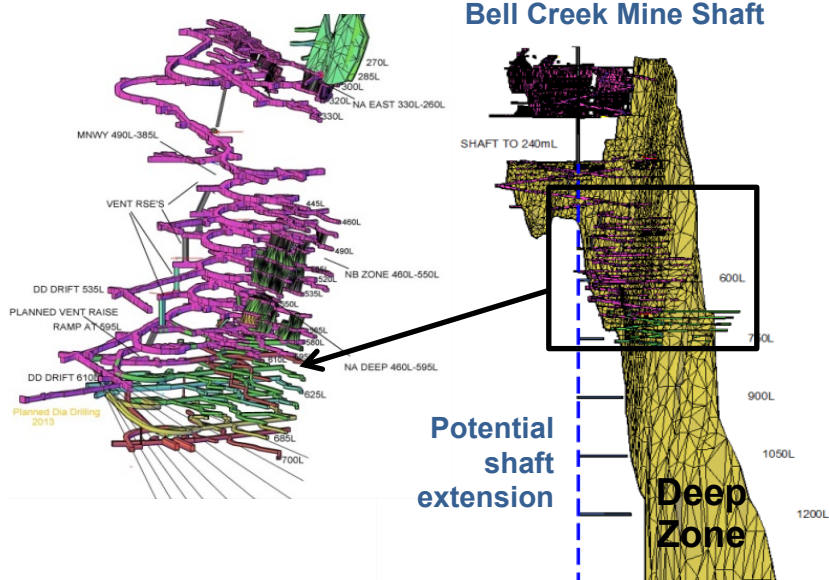 Bell Creek Mine Shaft
270L
285L
300L
320L
NA EAST 330L-260L
330L
MNWY 490L-385L
SHAFT TO 240mL
VENT RSE'S
445L
460L
490L
520L
NB ZONE 460L-550L
DD DRIFT 535L
535L
550L
PLANNED VENT RAISE
RAMP AT 595L
580L
610L
NA DEEP 460L-595L
DD DRIFT 610L
625L
Planned Dia Drilling
2013
685L
700L
600L
750L
900L
Potential
shaft
extension
1050L
Deep
Zone
1200L